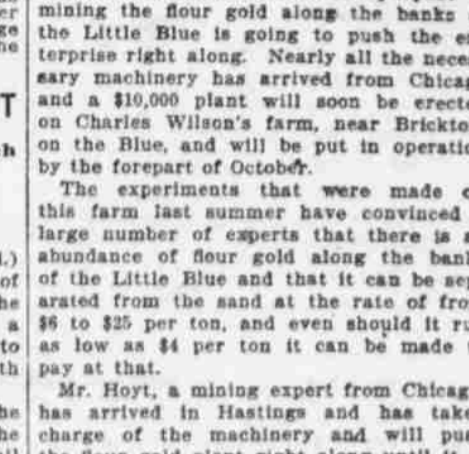 mining the flour gold along the banks
the Little Blue is going to push the e
terprise right along. Nearly all the nece
sary machinery has arrived from Chica
and a $10,000 plant will soon be erect
on Charles Wilson's farm, near Brickto
on the Blue, and will be put in operati
by the forepart of October.
The experiments that were made
this farm last summer have convinced
large number of experts that there is a
abundance of flour gold along the ban
of the Little Blue and that it can be sep
arated from the sand at the rate of fro
$6 to $25 per ton, and even should it r
as low as $4 per ton it can be made
pay at that.
Mr. Hoyt, a mining expert from Chicag
has arrived in Hastings and has take
charge of the machinery and will pu